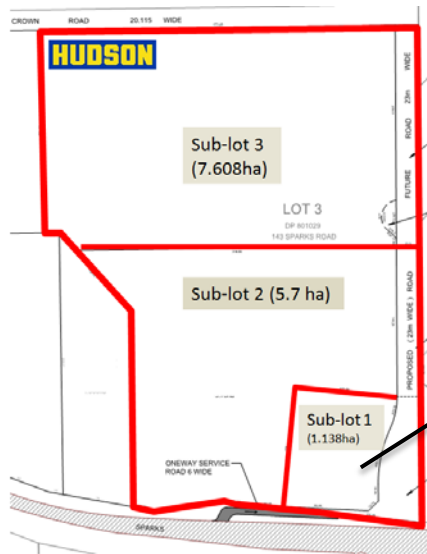 CROWN ROAD 20.115 WIDE
HUDSON
FUTURE ROAD 23m WIDE
Sub-lot 3
(7.608ha)
LOT 3
DP 801029
143 SPARKS ROAD
Sub-lot 2 (5.7 ha)
PROPOSED (23m WIDE) ROAD
Sub-lot 1
(1.138ha)
ONEWAY SERVICE
ROAD 6 WIDE
SPARKS